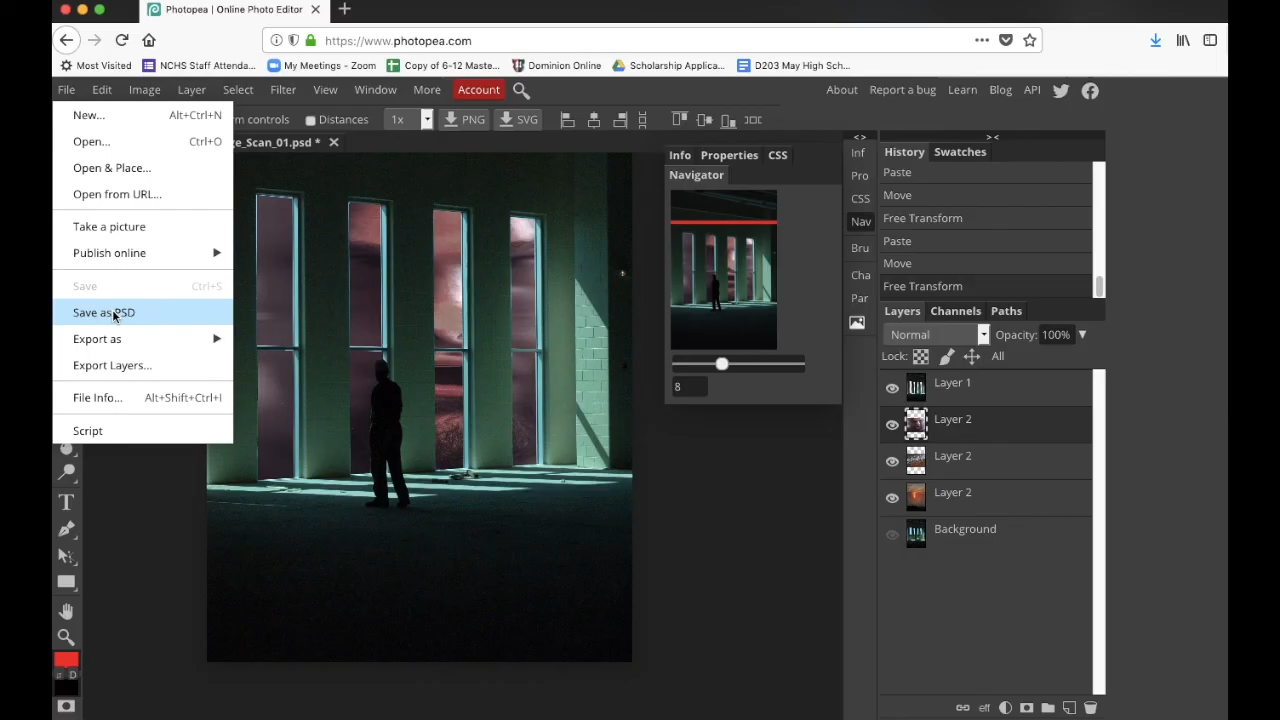 Photopea | Online Photo Editor
https://www.photopea.com
Most Visited NCHS Staff Attenda... My Meetings - Zoom Copy of 6-12 Maste... Dominion Online Scholarship Applica... D203 May High Sch...
File Edit Image Layer Select Filter View Window More Account About Report a bug Learn Blog API
rm controls Distances 1x PNG SVG
e_Scan_01.psd *
New... Alt+Ctrl+N
Open... Ctrl+O
Open & Place...
Open from URL...
Take a picture
Publish online
Save Ctrl+S
Save as PSD
Export as
Export Layers...
File Info... Alt+Shift+Ctrl+I
Script
Info Properties CSS
Navigator
8
Inf
Pro
CSS
Nav
Bru
Cha
Par
History Swatches
Paste
Move
Free Transform
Paste
Move
Free Transform
Layers Channels Paths
Normal Opacity: 100%
Lock: All
Layer 1
Layer 2
Layer 2
Layer 2
Background
T
D
eff